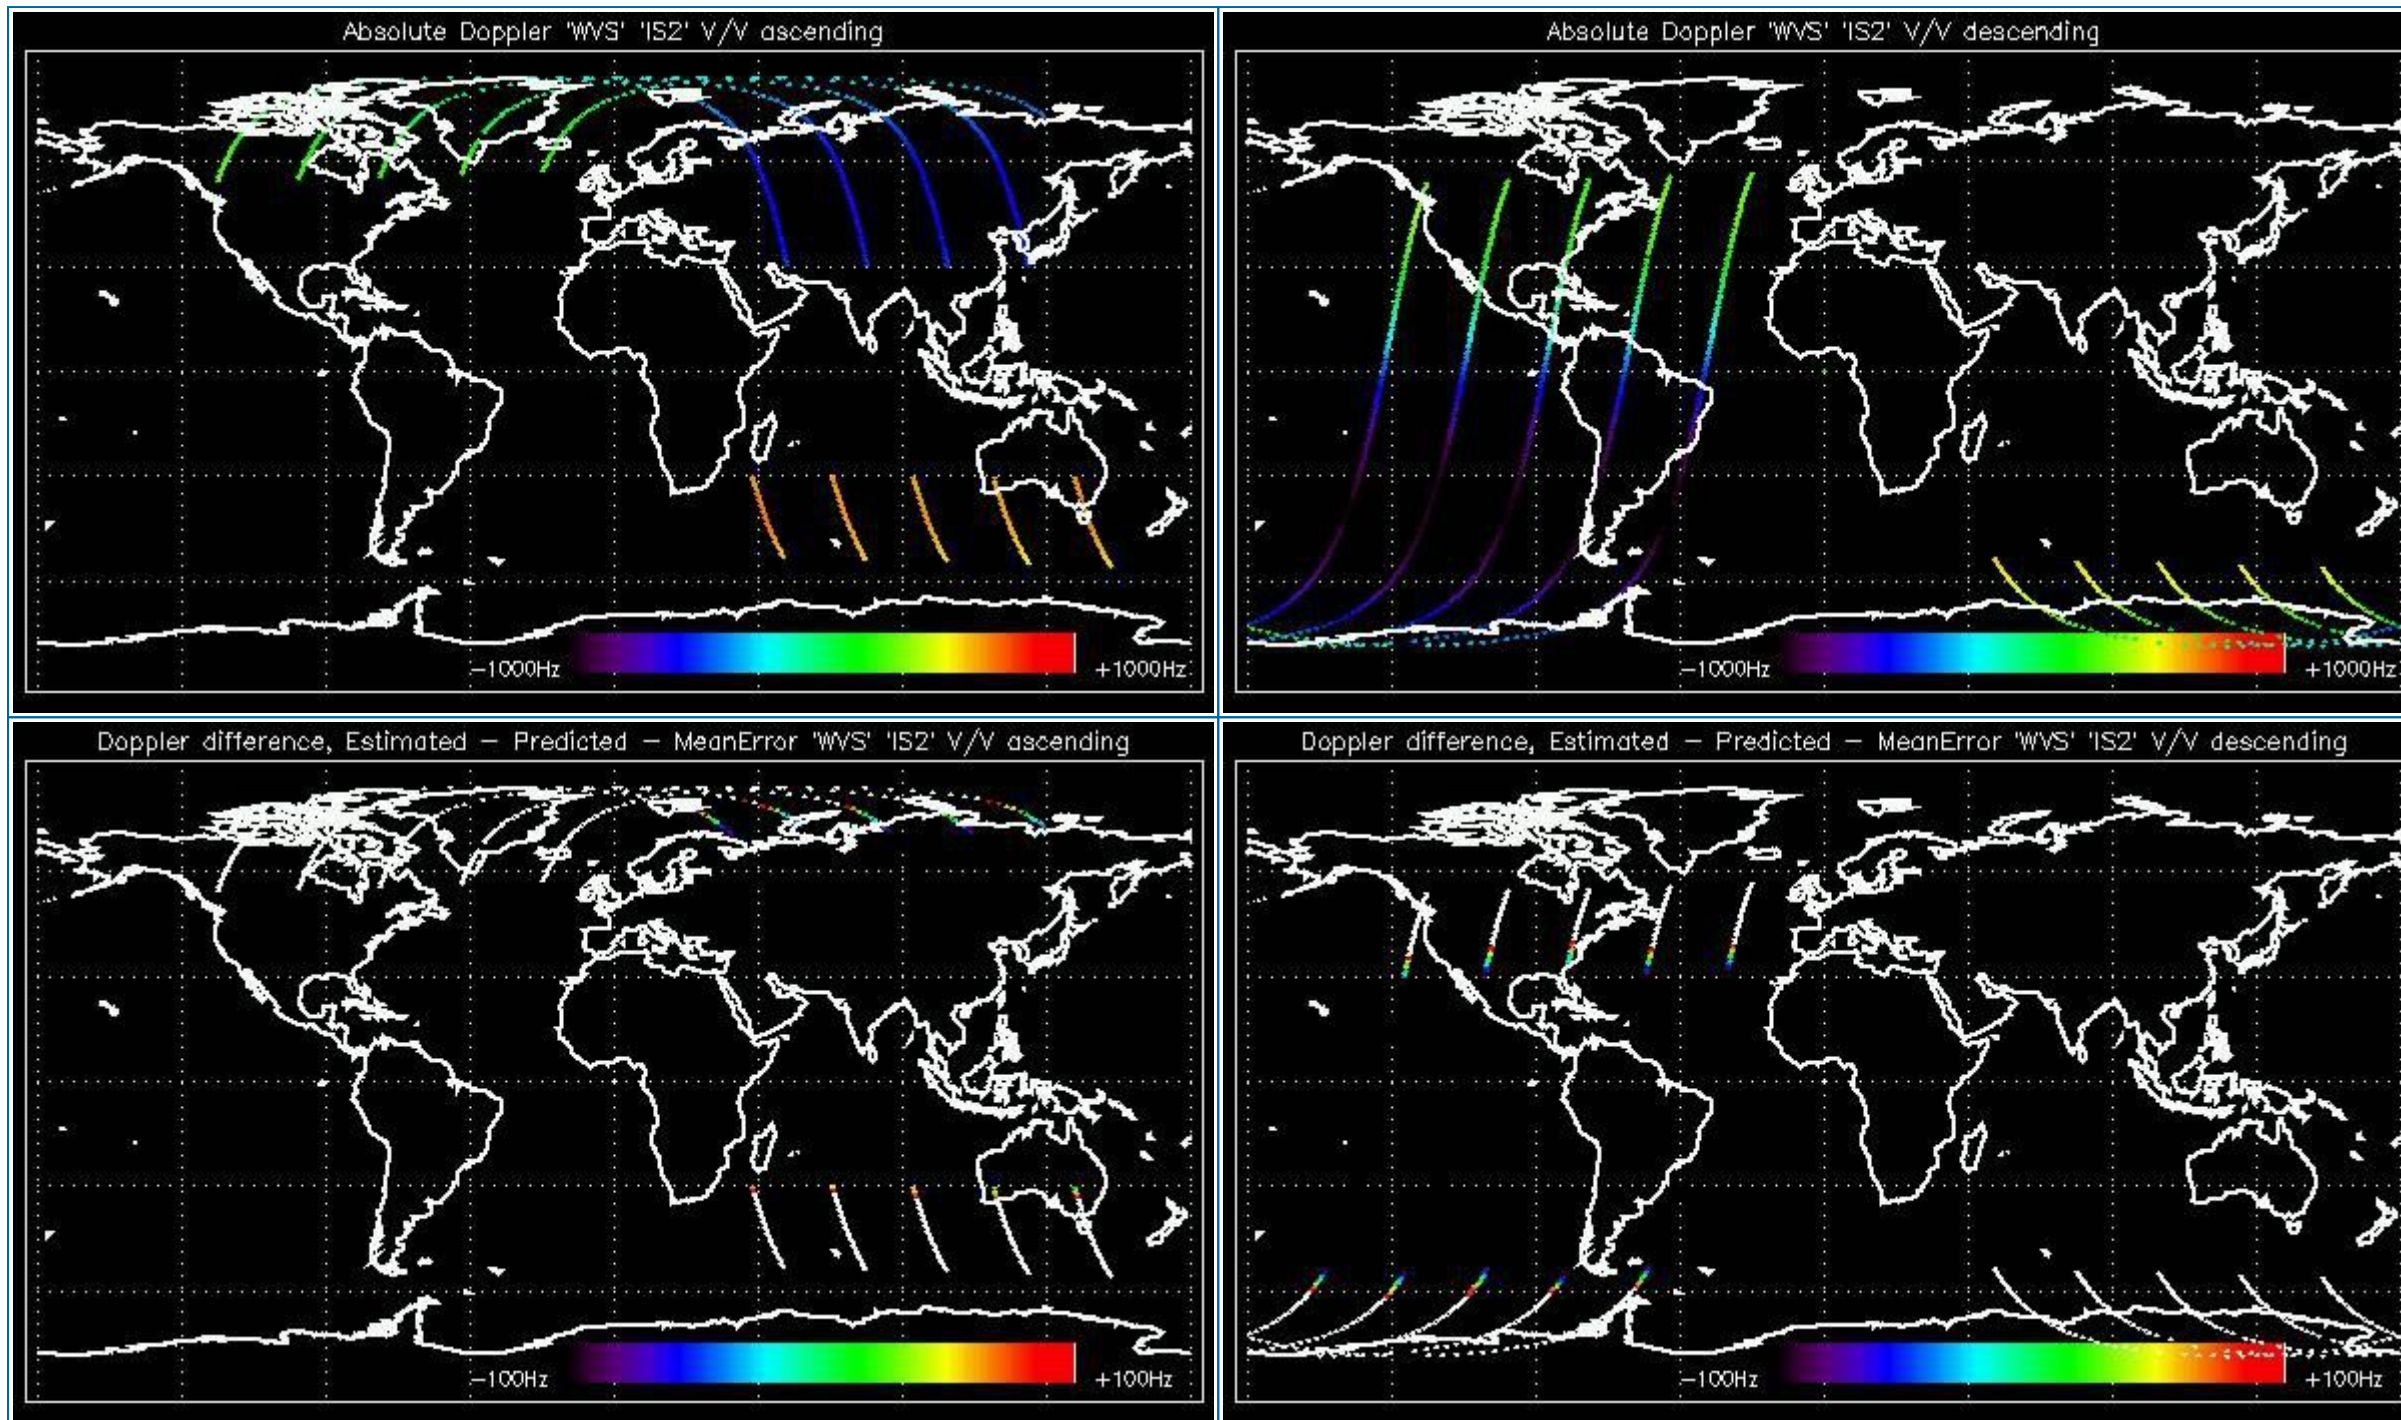 Absolute Doppler 'WVS' 'IS2' V/V ascending
-1000Hz +1000Hz
Absolute Doppler 'WVS' 'IS2' V/V descending
-1000Hz +1000Hz
Doppler difference, Estimated - Predicted - MeanError 'WVS' 'IS2' V/V ascending
-100Hz +100Hz
Doppler difference, Estimated - Predicted - MeanError 'WVS' 'IS2' V/V descending
-100Hz +100Hz